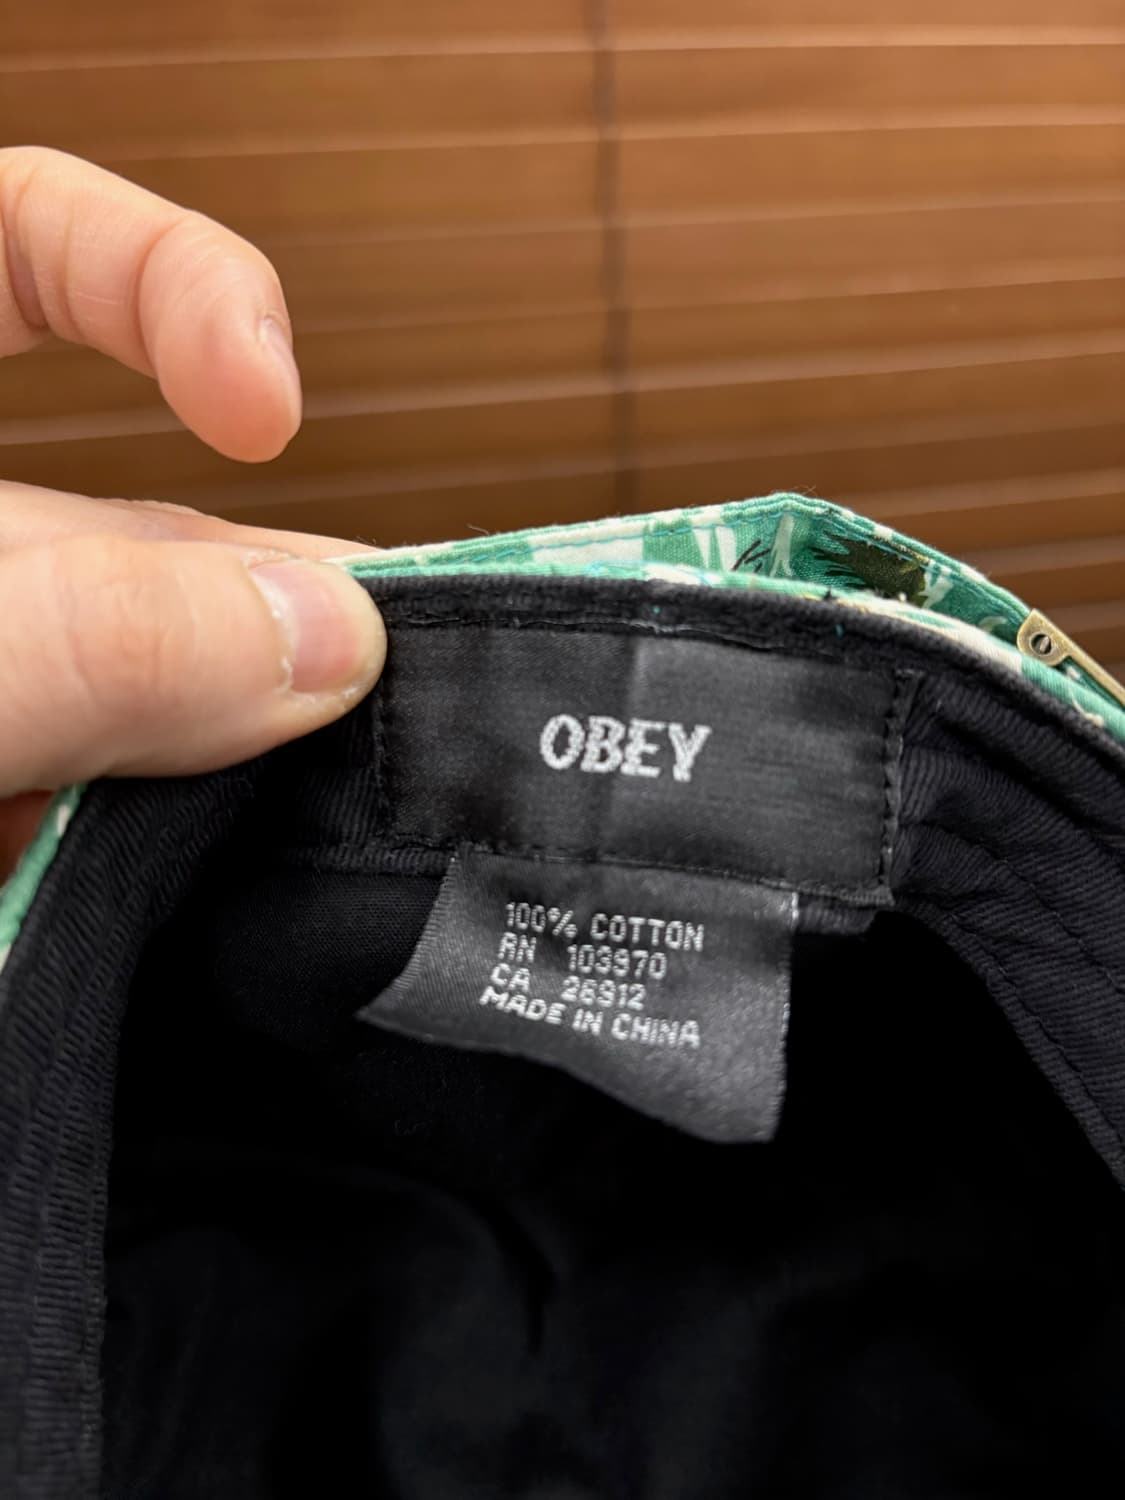 OBEY
100% COTTON
RN 103970
CA 26912
MADE IN CHINA